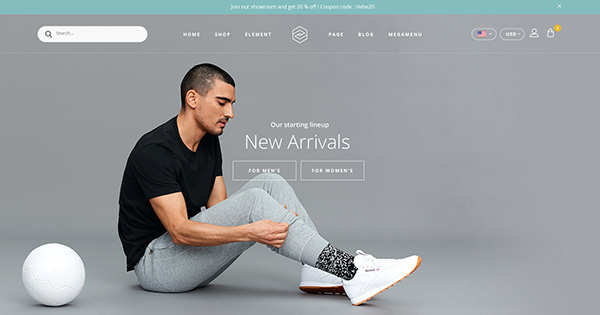 Join our showroom and get 20 % off ! Coupon code : Hebe20
Search...
HOME
SHOP
ELEMENT
PAGE
BLOG
MEGAMENU
USD
Our starting lineup
New Arrivals
FOR MEN'S
FOR WOMEN'S